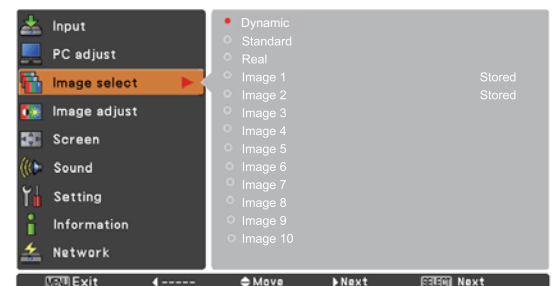 Input
PC adjust
Image select
Image adjust
Screen
Sound
Setting
Information
Network
Dynamic
Standard
Real
Image 1 Stored
Image 2 Stored
Image 3
Image 4
Image 5
Image 6
Image 7
Image 8
Image 9
Image 10
MENU Exit ◀ ----- Move ▶Next SELECT Next